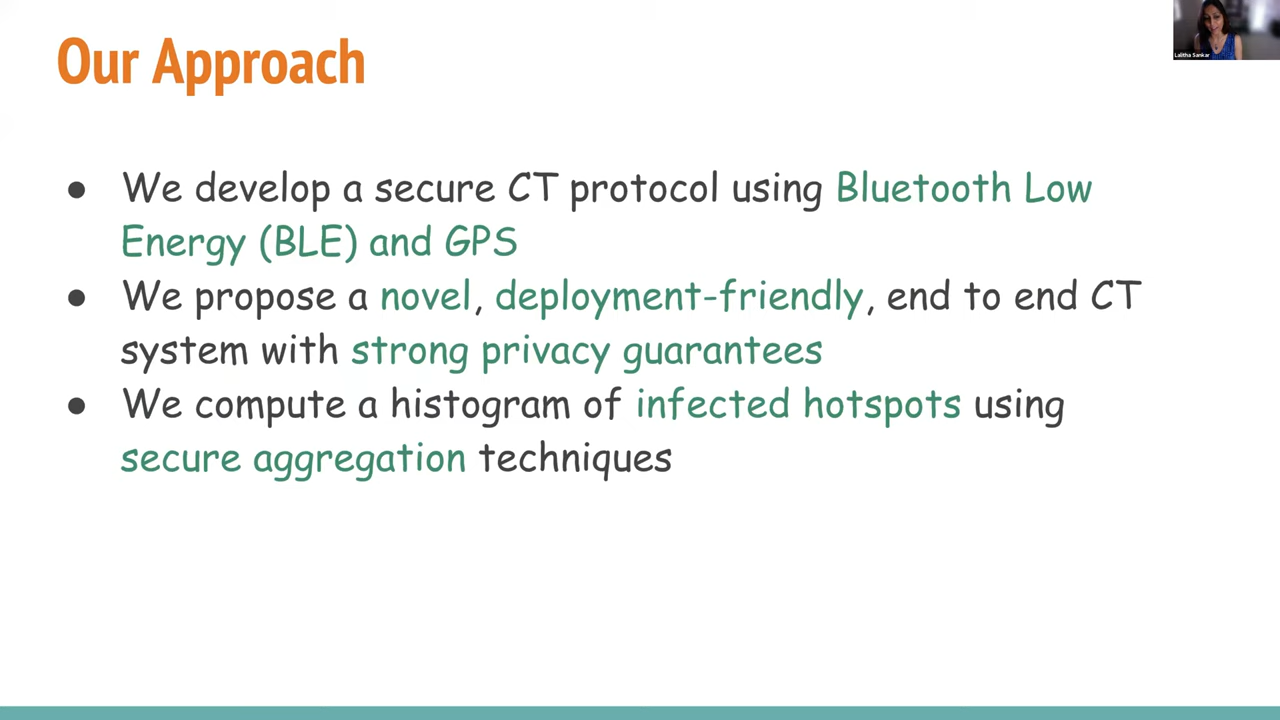 Our Approach
Lalitha Sankar
● We develop a secure CT protocol using Bluetooth Low
Energy (BLE) and GPS
● We propose a novel, deployment-friendly, end to end CT
system with strong privacy guarantees
● We compute a histogram of infected hotspots using
secure aggregation techniques